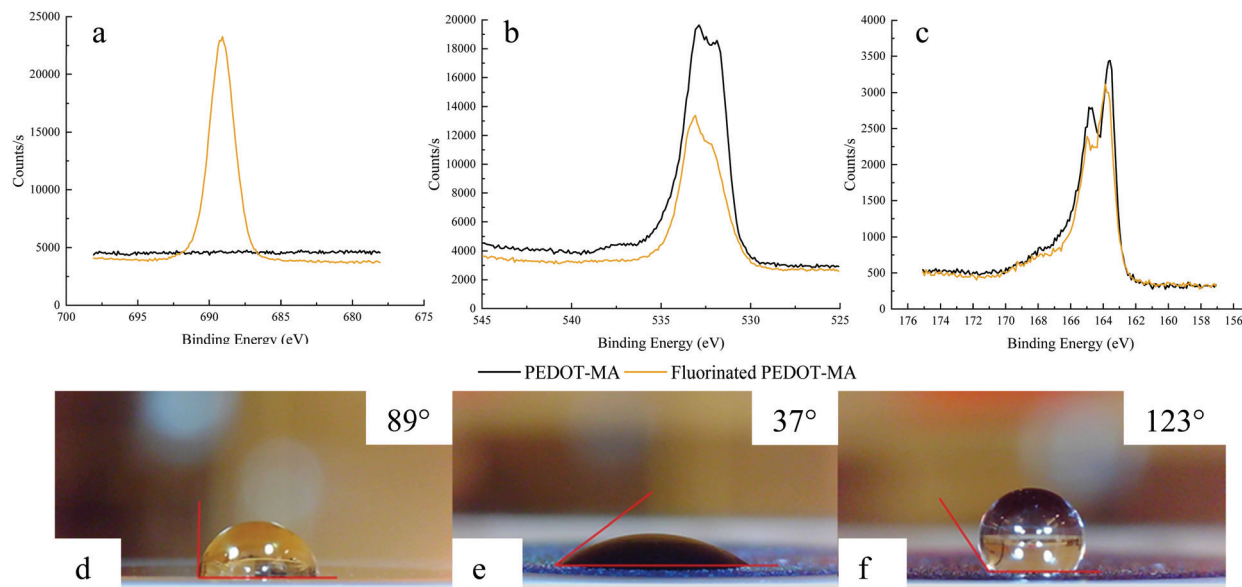 a
25000
20000
15000
10000
5000
0
Counts/s
700 695 690 685 680 675
Binding Energy (eV)
b
20000
18000
16000
14000
12000
10000
8000
6000
4000
2000
0
Counts/s
545 540 535 530 525
Binding Energy (eV)
c
4000
3500
3000
2500
2000
1500
1000
500
0
Counts/s
176 174 172 170 168 166 164 162 160 158 156
Binding Energy (eV)
PEDOT-MA Fluorinated PEDOT-MA
89°
d
37°
e
123°
f